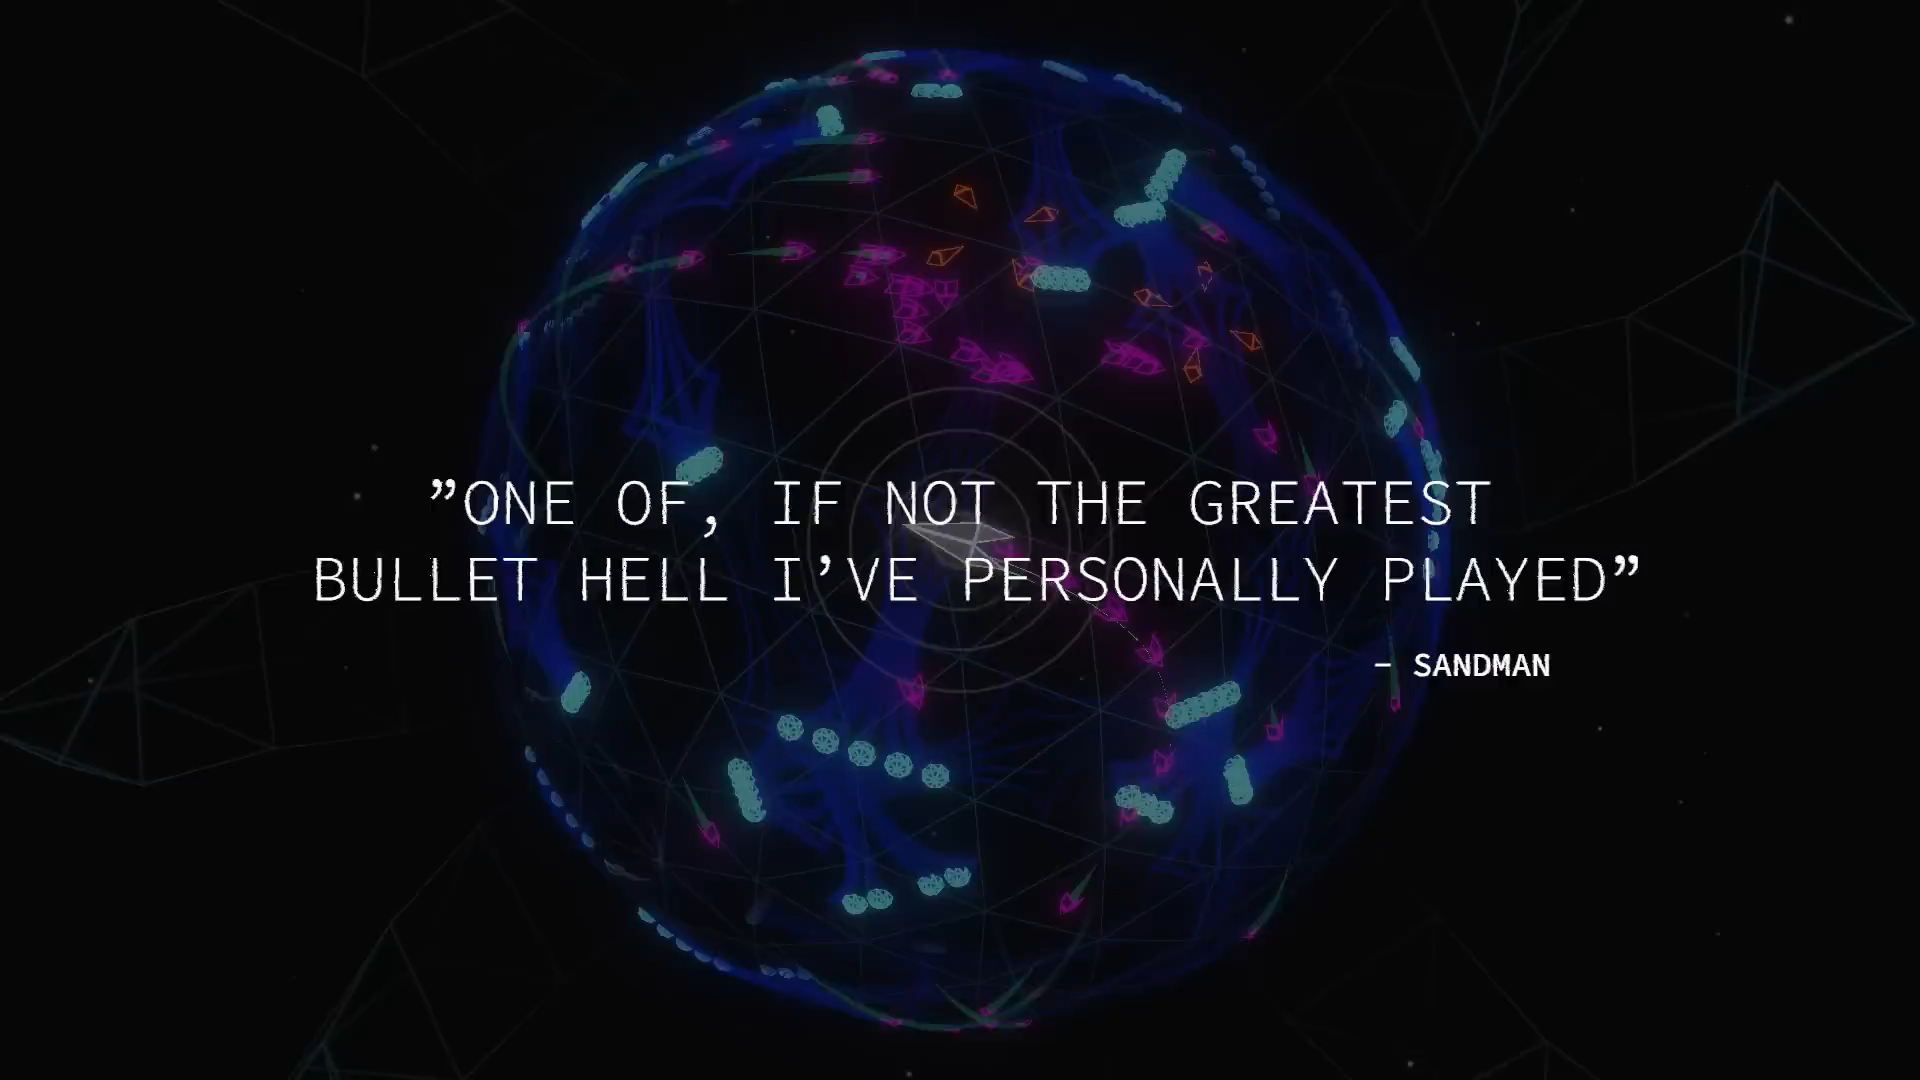 ”ONE OF, IF NOT THE GREATEST
BULLET HELL I’VE PERSONALLY PLAYED”
– SANDMAN